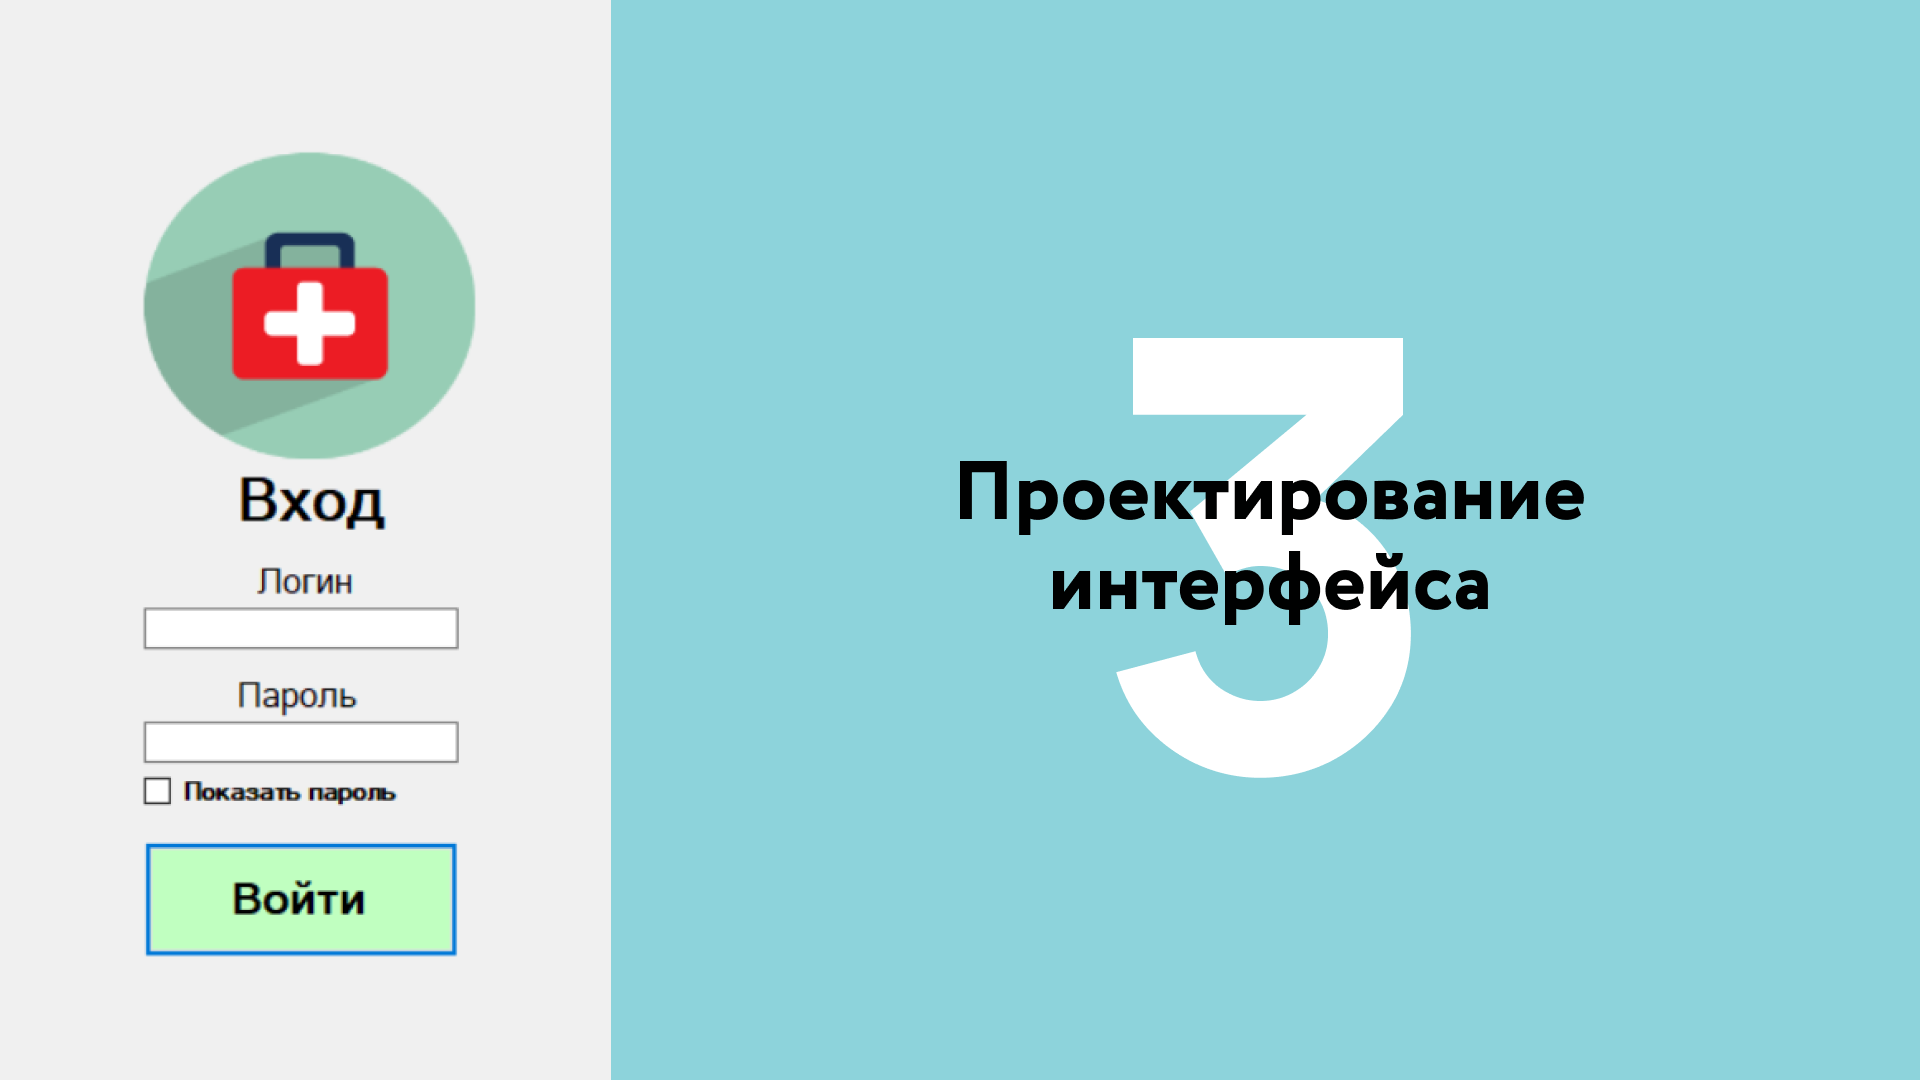 Вход
Логин
Пароль
Показать пароль
Войти
3
Проектирование
интерфейса